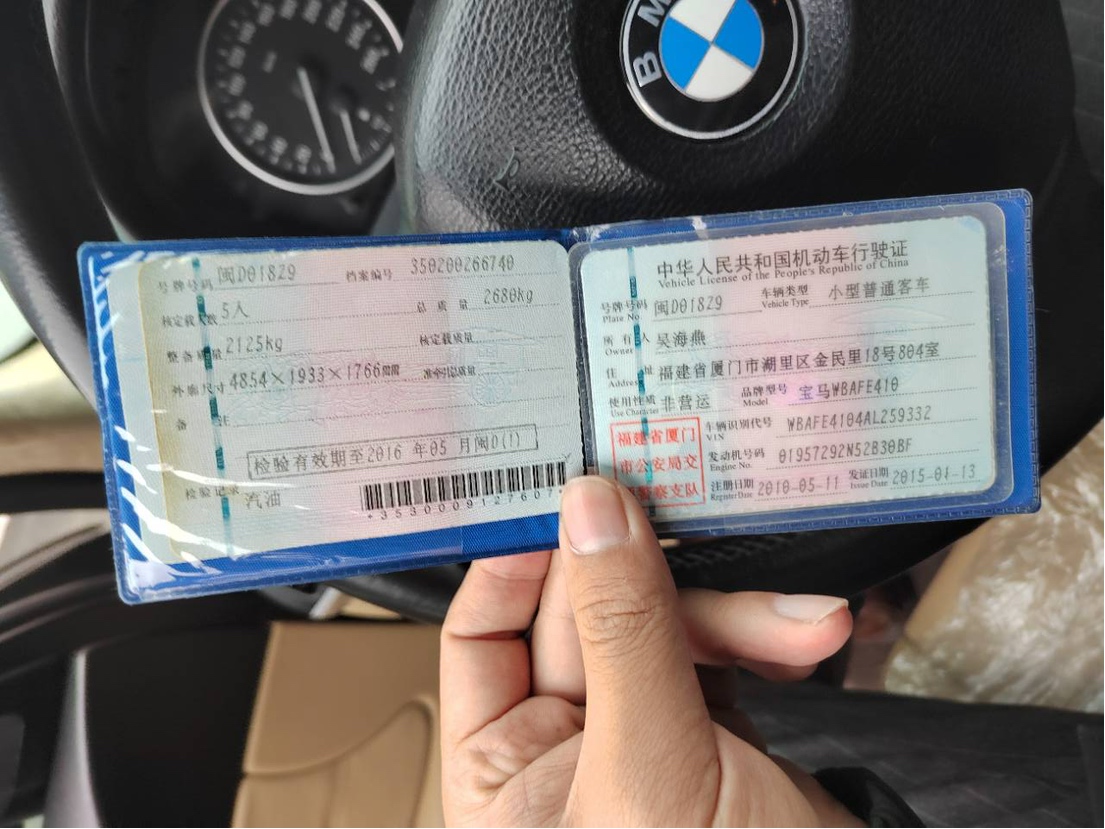 BMW
号牌号码 闽D01829 档案编号 350200266740
核定载人数 5人 总质量 2680kg
整备质量 2125kg 核定载质量
外廓尺寸 4854×1933×1766 准牵引总质量
备注
检验有效期至2016 年05 月闽D(1)
检验记录 汽油
*3530009127607
中华人民共和国机动车行驶证
Vehicle License of the People's Republic of China
号牌号码 闽D01829 车辆类型 小型普通客车
Plate No. Vehicle Type
所有人 吴海燕
Owner
住址 福建省厦门市湖里区金民里18号804室
Address
使用性质 非营运 品牌型号 宝马WBAFE410
Use Character Model
福建省厦门
市公安局交
警察支队
车辆识别代号 WBAFE4104AL259332
VIN
发动机号码 01957292N52B30BF
Engine No.
注册日期 2010-05-11 发证日期 2015-01-13
Register Date Issue Date